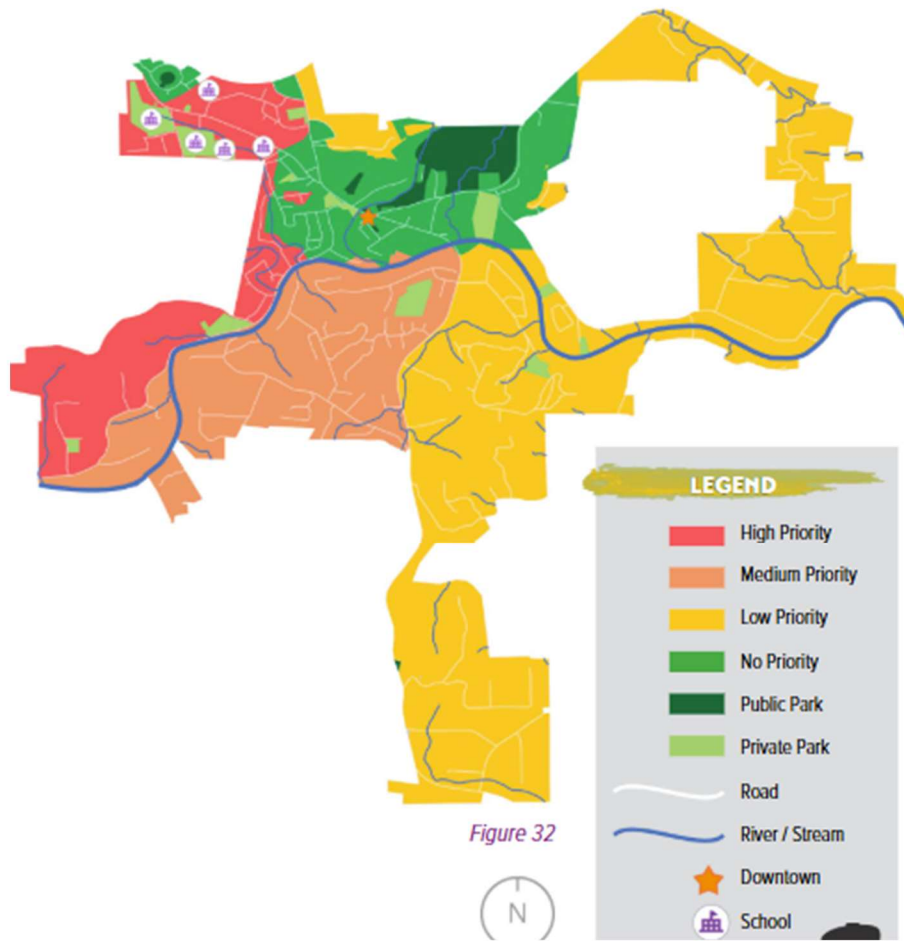 LEGEND
High Priority
Medium Priority
Low Priority
No Priority
Public Park
Private Park
Road
River / Stream
Downtown
School
Figure 32
N